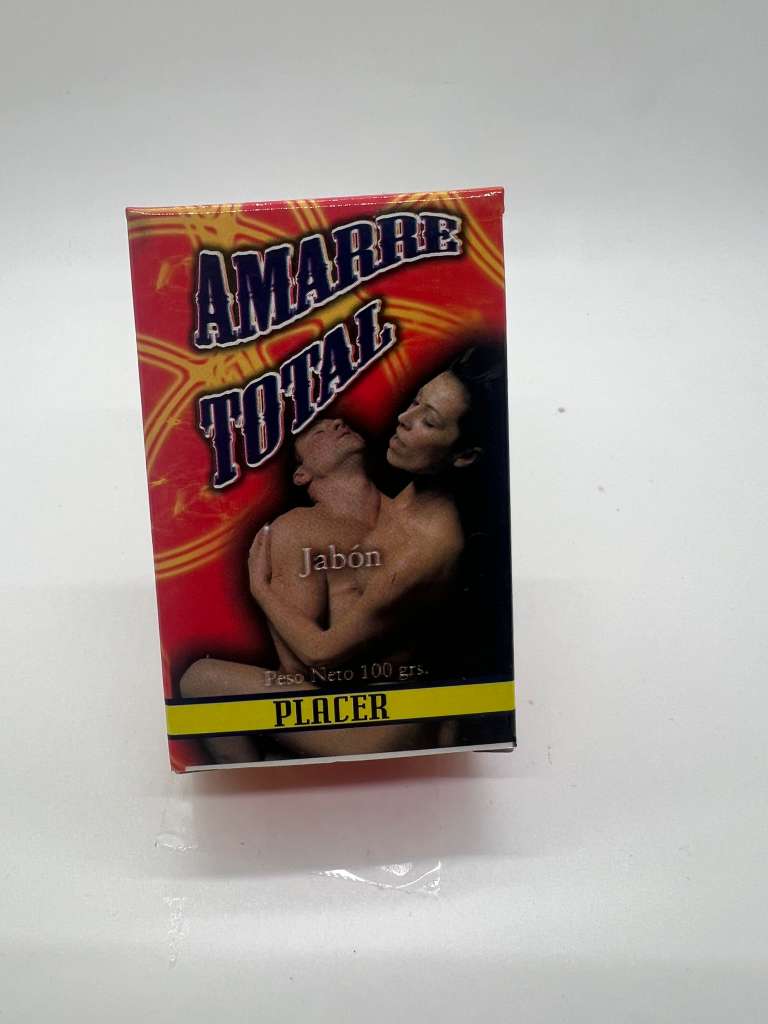 AMARRE
TOTAL
Jabón
Peso Neto 100 grs.
PLACER